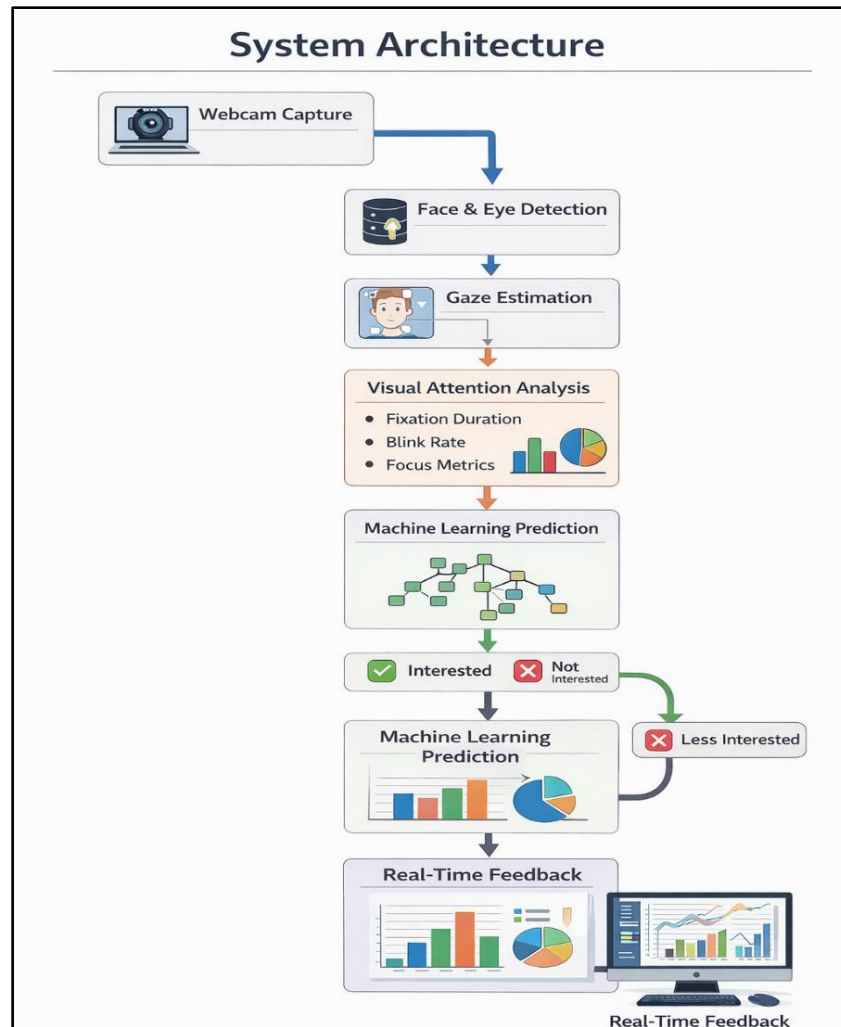 System Architecture
Webcam Capture
Face & Eye Detection
Gaze Estimation
Visual Attention Analysis
• Fixation Duration
• Blink Rate
• Focus Metrics
Machine Learning Prediction
Interested
Not
Interested
Less Interested
Machine Learning
Prediction
Real-Time Feedback
Real-Time Feedback